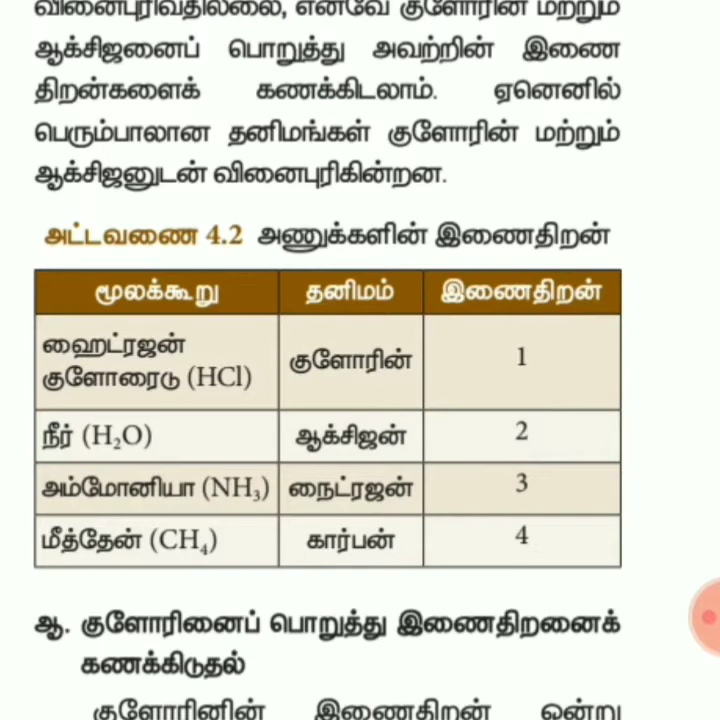 வினைபுரிவதில்லை, எனவே குளோரின் மற்றும்
ஆக்சிஜனைப் பொறுத்து அவற்றின் இணை
திறன்களைக் கணக்கிடலாம். ஏனெனில்
பெரும்பாலான தனிமங்கள் குளோரின் மற்றும்
ஆக்சிஜனுடன் வினைபுரிகின்றன.
அட்டவணை 4.2 அணுக்களின் இணைதிறன்
மூலக்கூறு தனிமம் இணைதிறன்
ஹைட்ரஜன்
குளோரைடு (HCl) குளோரின் 1
நீர் (H₂O) ஆக்சிஜன் 2
அம்மோனியா (NH₃) நைட்ரஜன் 3
மீத்தேன் (CH₄) கார்பன் 4
ஆ. குளோரினைப் பொறுத்து இணைதிறனைக்
கணக்கிடுதல்
குளோரினின் இணைதிறன் ஒன்று